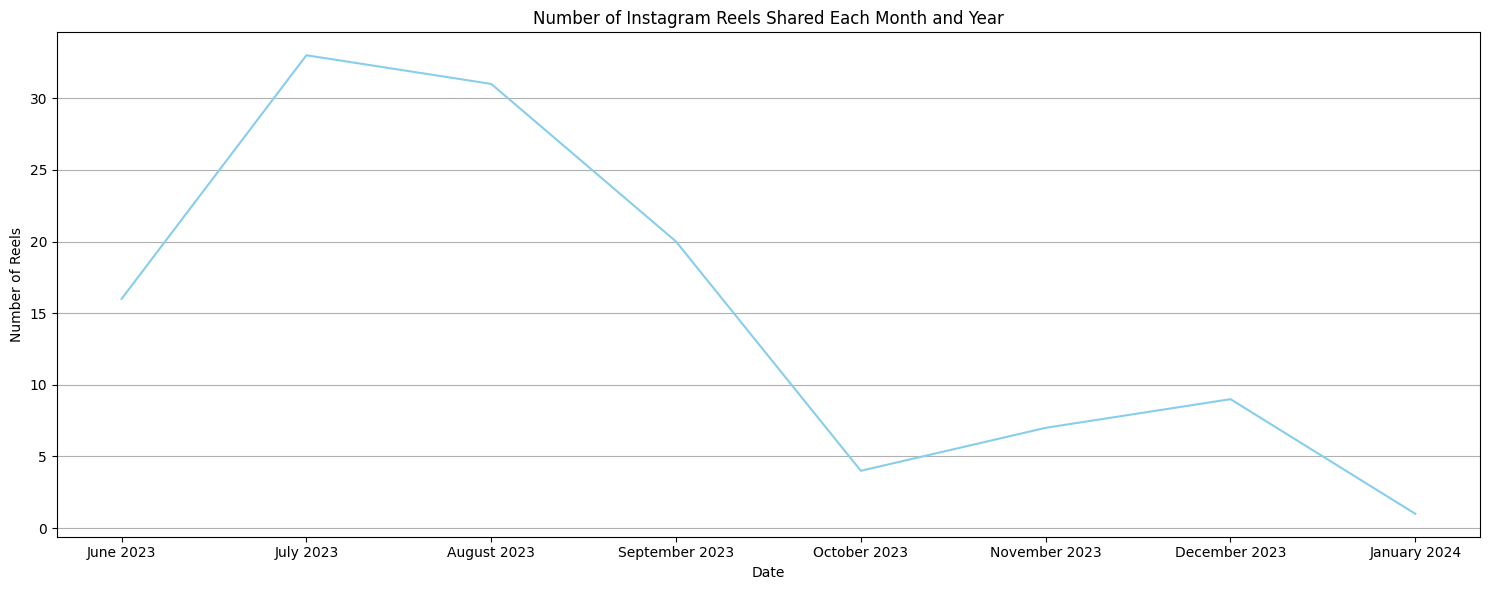 Number of Instagram Reels Shared Each Month and Year
Number of Reels
30
25
20
15
10
5
0
June 2023
July 2023
August 2023
September 2023
October 2023
November 2023
December 2023
January 2024
Date